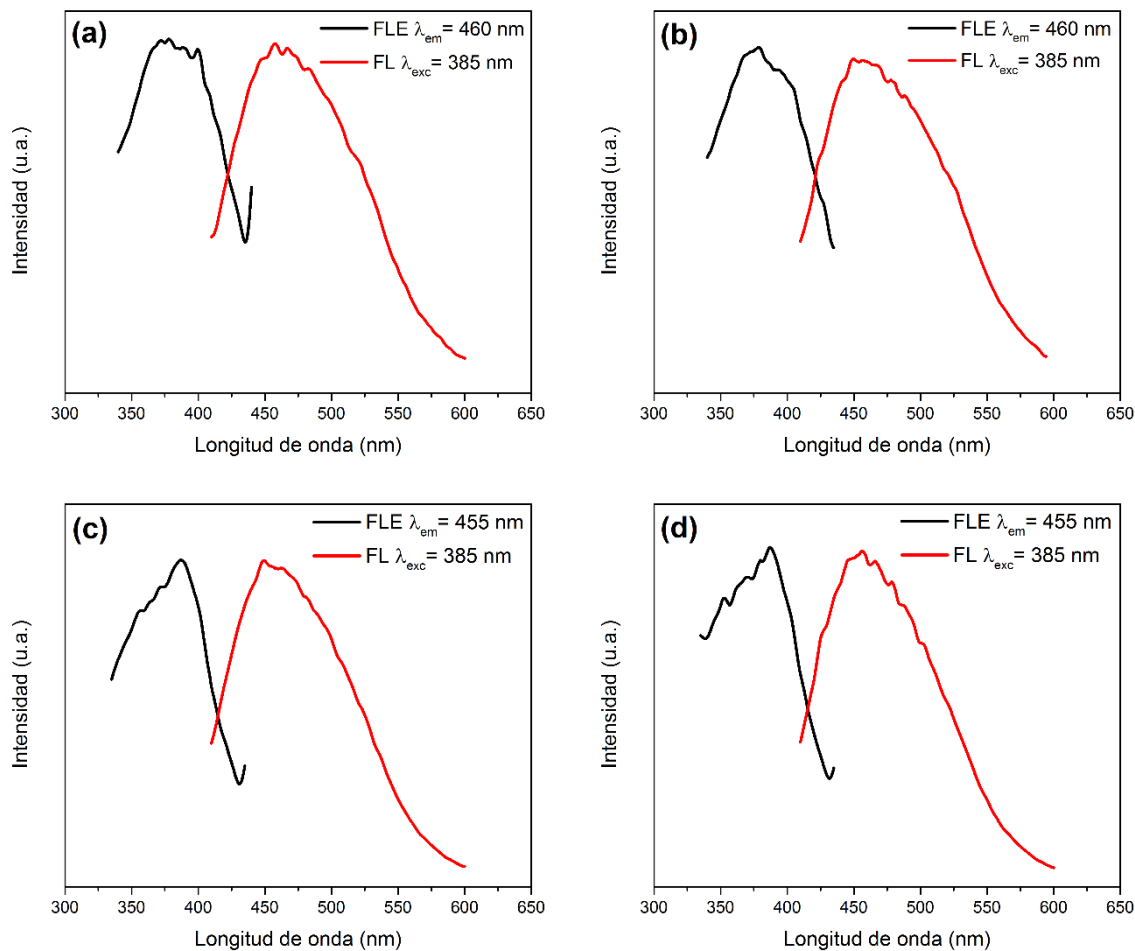 (a)
FLE λem= 460 nm
FL λexc= 385 nm
Intensidad (u.a.)
300 350 400 450 500 550 600 650
Longitud de onda (nm)
(b)
FLE λem= 460 nm
FL λexc= 385 nm
Intensidad (u.a.)
300 350 400 450 500 550 600 650
Longitud de onda (nm)
(c)
FLE λem= 455 nm
FL λexc= 385 nm
Intensidad (u.a.)
300 350 400 450 500 550 600 650
Longitud de onda (nm)
(d)
FLE λem= 455 nm
FL λexc= 385 nm
Intensidad (u.a.)
300 350 400 450 500 550 600 650
Longitud de onda (nm)